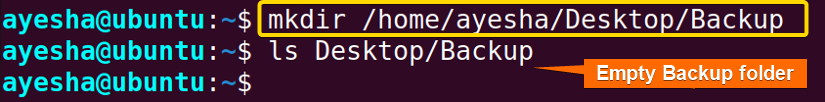 ayesha@ubuntu:~$ mkdir /home/ayesha/Desktop/Backup
ayesha@ubuntu:~$ ls Desktop/Backup
Empty Backup folder
ayesha@ubuntu:~$